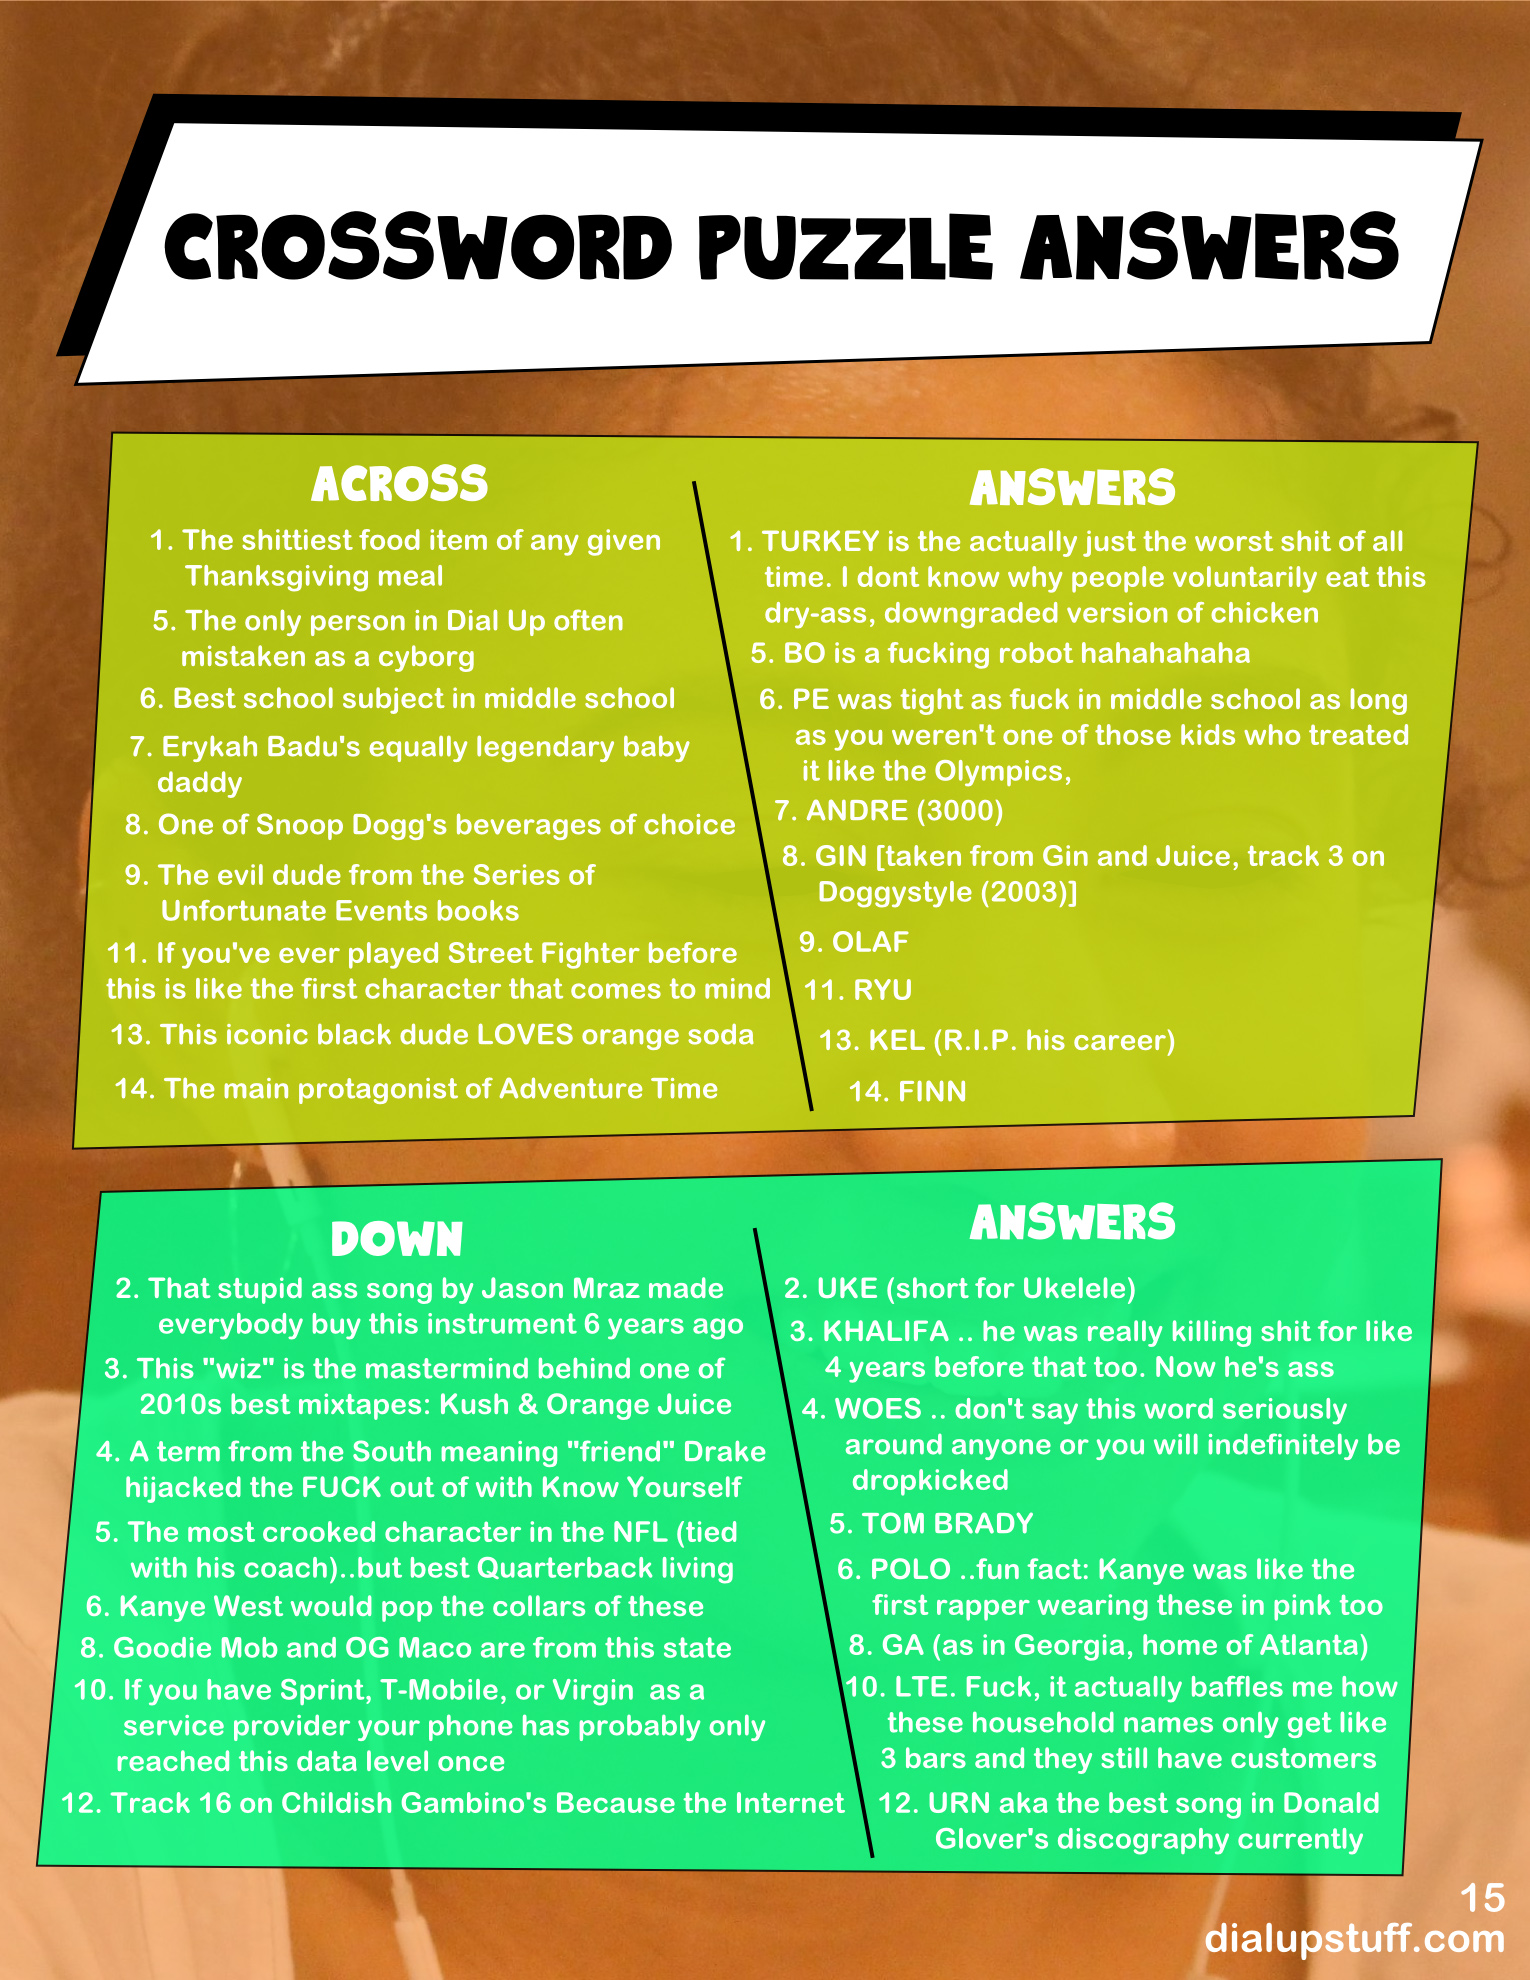 CROSSWORD PUZZLE ANSWERS
ACROSS
1. The shittiest food item of any given
Thanksgiving meal
5. The only person in Dial Up often
mistaken as a cyborg
6. Best school subject in middle school
7. Erykah Badu's equally legendary baby
daddy
8. One of Snoop Dogg's beverages of choice
9. The evil dude from the Series of
Unfortunate Events books
11. If you've ever played Street Fighter before
this is like the first character that comes to mind
13. This iconic black dude LOVES orange soda
14. The main protagonist of Adventure Time
ANSWERS
1. TURKEY is the actually just the worst shit of all
time. I dont know why people voluntarily eat this
dry-ass, downgraded version of chicken
5. BO is a fucking robot hahahahaha
6. PE was tight as fuck in middle school as long
as you weren't one of those kids who treated
it like the Olympics,
7. ANDRE (3000)
8. GIN [taken from Gin and Juice, track 3 on
Doggystyle (2003)]
9. OLAF
11. RYU
13. KEL (R.I.P. his career)
14. FINN
DOWN
2. That stupid ass song by Jason Mraz made
everybody buy this instrument 6 years ago
3. This "wiz" is the mastermind behind one of
2010s best mixtapes: Kush & Orange Juice
4. A term from the South meaning "friend" Drake
hijacked the FUCK out of with Know Yourself
5. The most crooked character in the NFL (tied
with his coach)..but best Quarterback living
6. Kanye West would pop the collars of these
8. Goodie Mob and OG Maco are from this state
10. If you have Sprint, T-Mobile, or Virgin  as a
service provider your phone has probably only
reached this data level once
12. Track 16 on Childish Gambino's Because the Internet
ANSWERS
2. UKE (short for Ukelele)
3. KHALIFA .. he was really killing shit for like
4 years before that too. Now he's ass
4. WOES .. don't say this word seriously
around anyone or you will indefinitely be
dropkicked
5. TOM BRADY
6. POLO ..fun fact: Kanye was like the
first rapper wearing these in pink too
8. GA (as in Georgia, home of Atlanta)
10. LTE. Fuck, it actually baffles me how
these household names only get like
3 bars and they still have customers
12. URN aka the best song in Donald
Glover's discography currently
15
dialupstuff.com